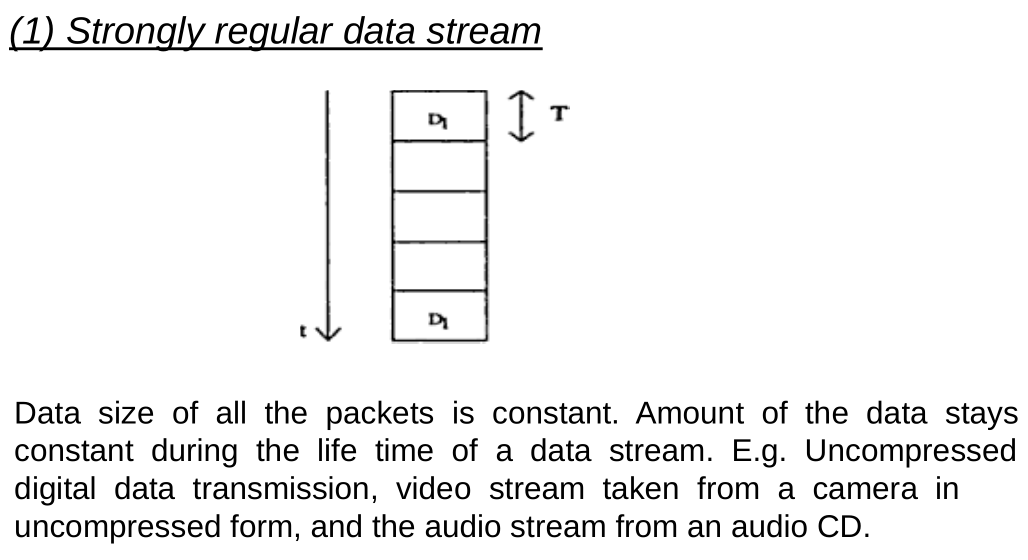 (1) Strongly regular data stream
D1
T
t
D1
Data size of all the packets is constant. Amount of the data stays
constant during the life time of a data stream. E.g. Uncompressed
digital data transmission, video stream taken from a camera in
uncompressed form, and the audio stream from an audio CD.